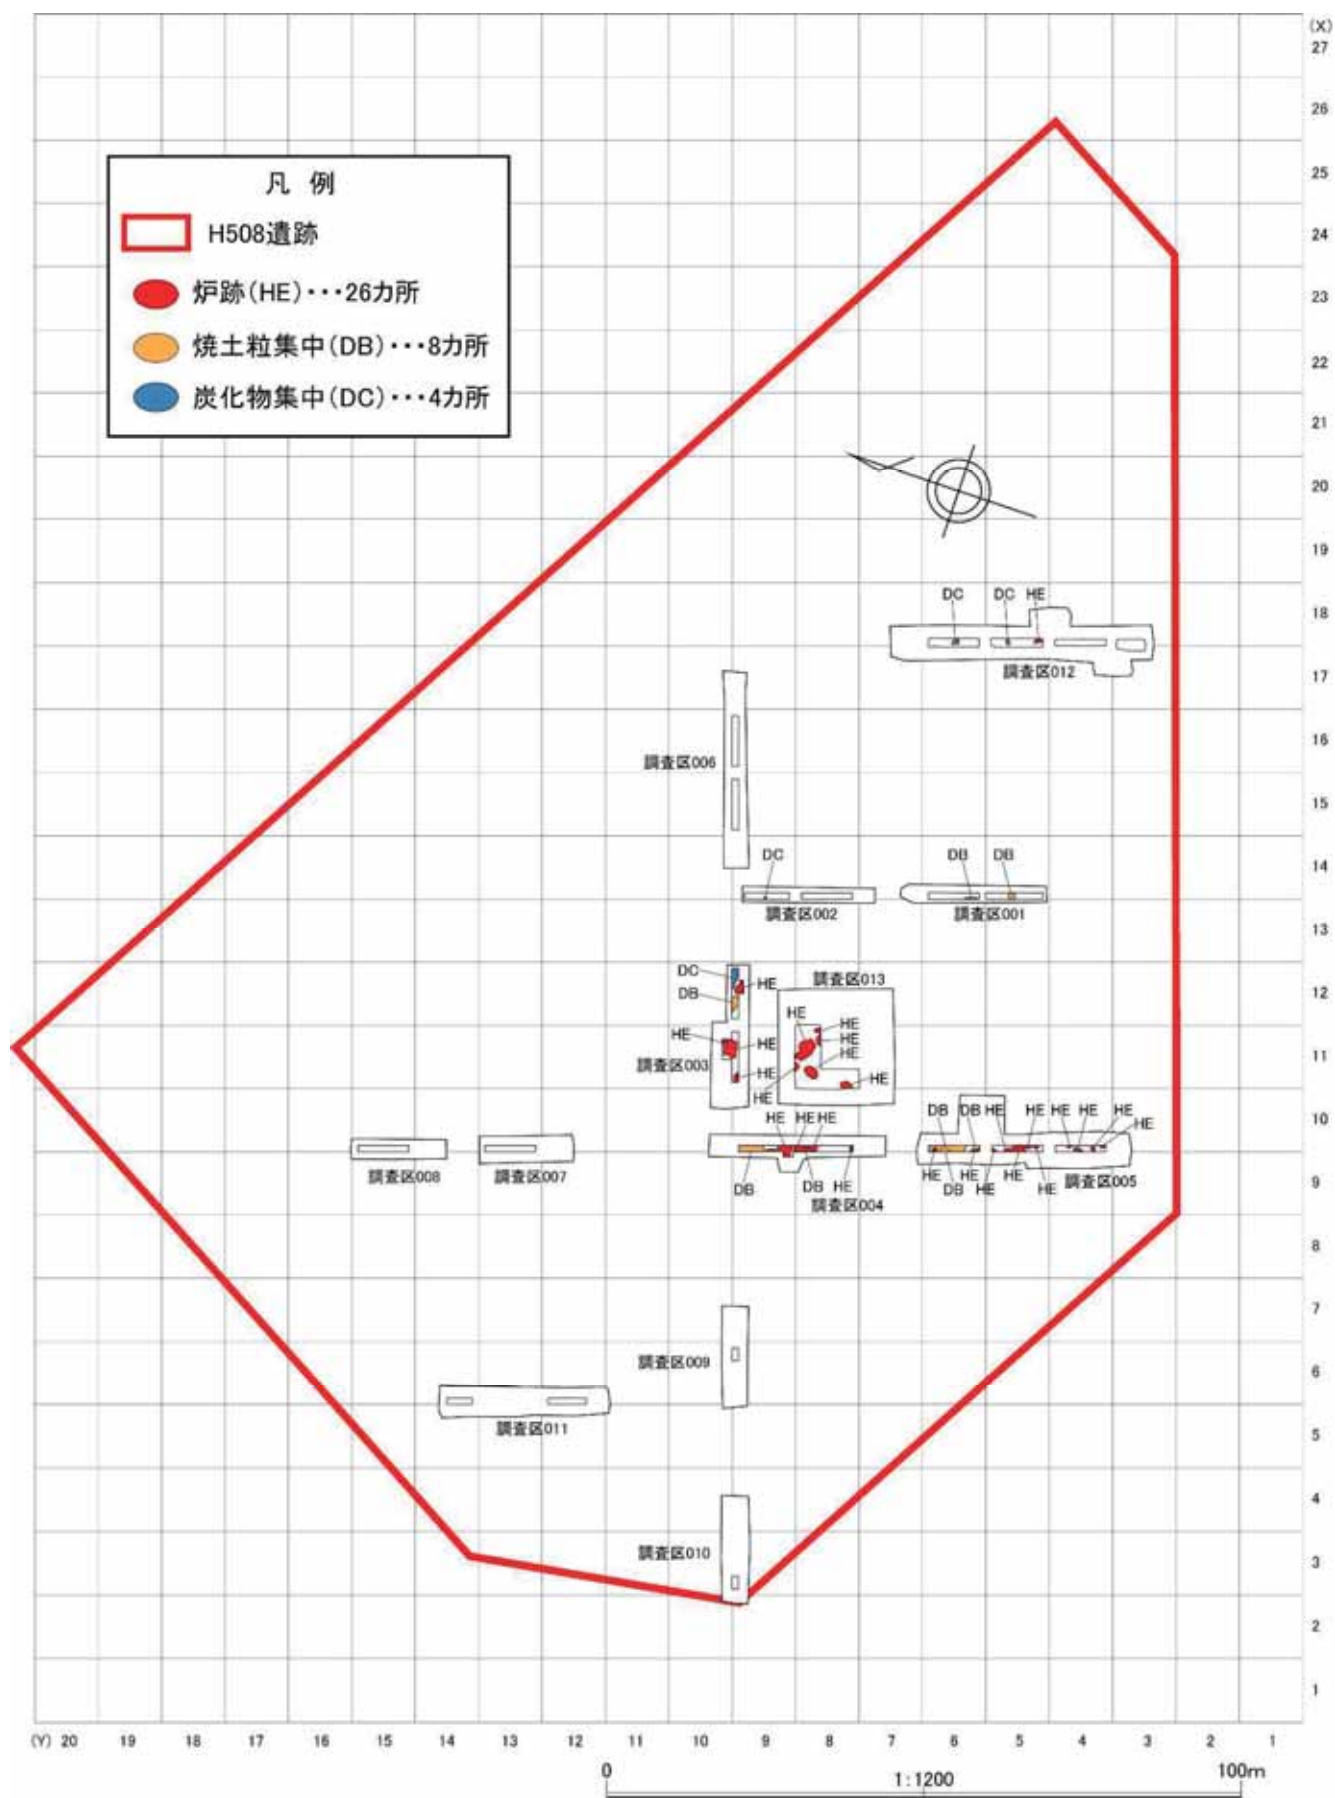 (X)
27
26
25
24
23
22
21
20
19
18
17
16
15
14
13
12
11
10
9
8
7
6
5
4
3
2
1
凡 例
H508遺跡
炉跡(HE)・・・26カ所
焼土粒集中(DB)・・・8カ所
炭化物集中(DC)・・・4カ所
DC DC HE
調査区012
調査区006
DC
調査区002
DB DB
調査区001
DC
HE
DB
HE
HE
調査区003
HE
調査区013
HE
HE
HE
HE
HE
HE
HE HE HE
DB DB HE
調査区004
DB DB HE HE HE HE HE
HE
HE HE HE
DB HE HE
調査区005
調査区008
調査区007
調査区009
調査区011
調査区010
(Y) 20 19 18 17 16 15 14 13 12 11 10 9 8 7 6 5 4 3 2 1
0 1:1200 100m